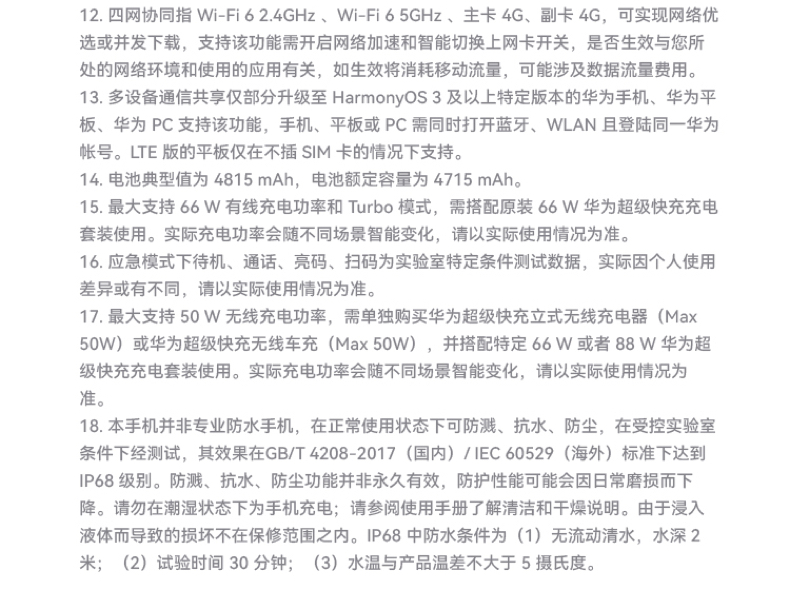 12. 四网协同指 Wi-Fi 6 2.4GHz 、Wi-Fi 6 5GHz 、主卡 4G、副卡 4G，可实现网络优
选或并发下载，支持该功能需开启网络加速和智能切换上网卡开关，是否生效与您所
处的网络环境和使用的应用有关，如生效将消耗移动流量，可能涉及数据流量费用。
13. 多设备通信共享仅部分升级至 HarmonyOS 3 及以上特定版本的华为手机、华为平
板、华为 PC 支持该功能，手机、平板或 PC 需同时打开蓝牙、WLAN 且登陆同一华为
帐号。LTE 版的平板仅在不插 SIM 卡的情况下支持。
14. 电池典型值为 4815 mAh，电池额定容量为 4715 mAh。
15. 最大支持 66 W 有线充电功率和 Turbo 模式，需搭配原装 66 W 华为超级快充充电
套装使用。实际充电功率会随不同场景智能变化，请以实际使用情况为准。
16. 应急模式下待机、通话、亮码、扫码为实验室特定条件测试数据，实际因个人使用
差异或有不同，请以实际使用情况为准。
17. 最大支持 50 W 无线充电功率，需单独购买华为超级快充立式无线充电器（Max
50W）或华为超级快充无线车充（Max 50W），并搭配特定 66 W 或者 88 W 华为超
级快充充电套装使用。实际充电功率会随不同场景智能变化，请以实际使用情况为
准。
18. 本手机并非专业防水手机，在正常使用状态下可防溅、抗水、防尘，在受控实验室
条件下经测试，其效果在GB/T 4208-2017（国内）/ IEC 60529（海外）标准下达到
IP68 级别。防溅、抗水、防尘功能并非永久有效，防护性能可能会因日常磨损而下
降。请勿在潮湿状态下为手机充电；请参阅使用手册了解清洁和干燥说明。由于浸入
液体而导致的损坏不在保修范围之内。IP68 中防水条件为（1）无流动清水，水深 2
米；（2）试验时间 30 分钟；（3）水温与产品温差不大于 5 摄氏度。